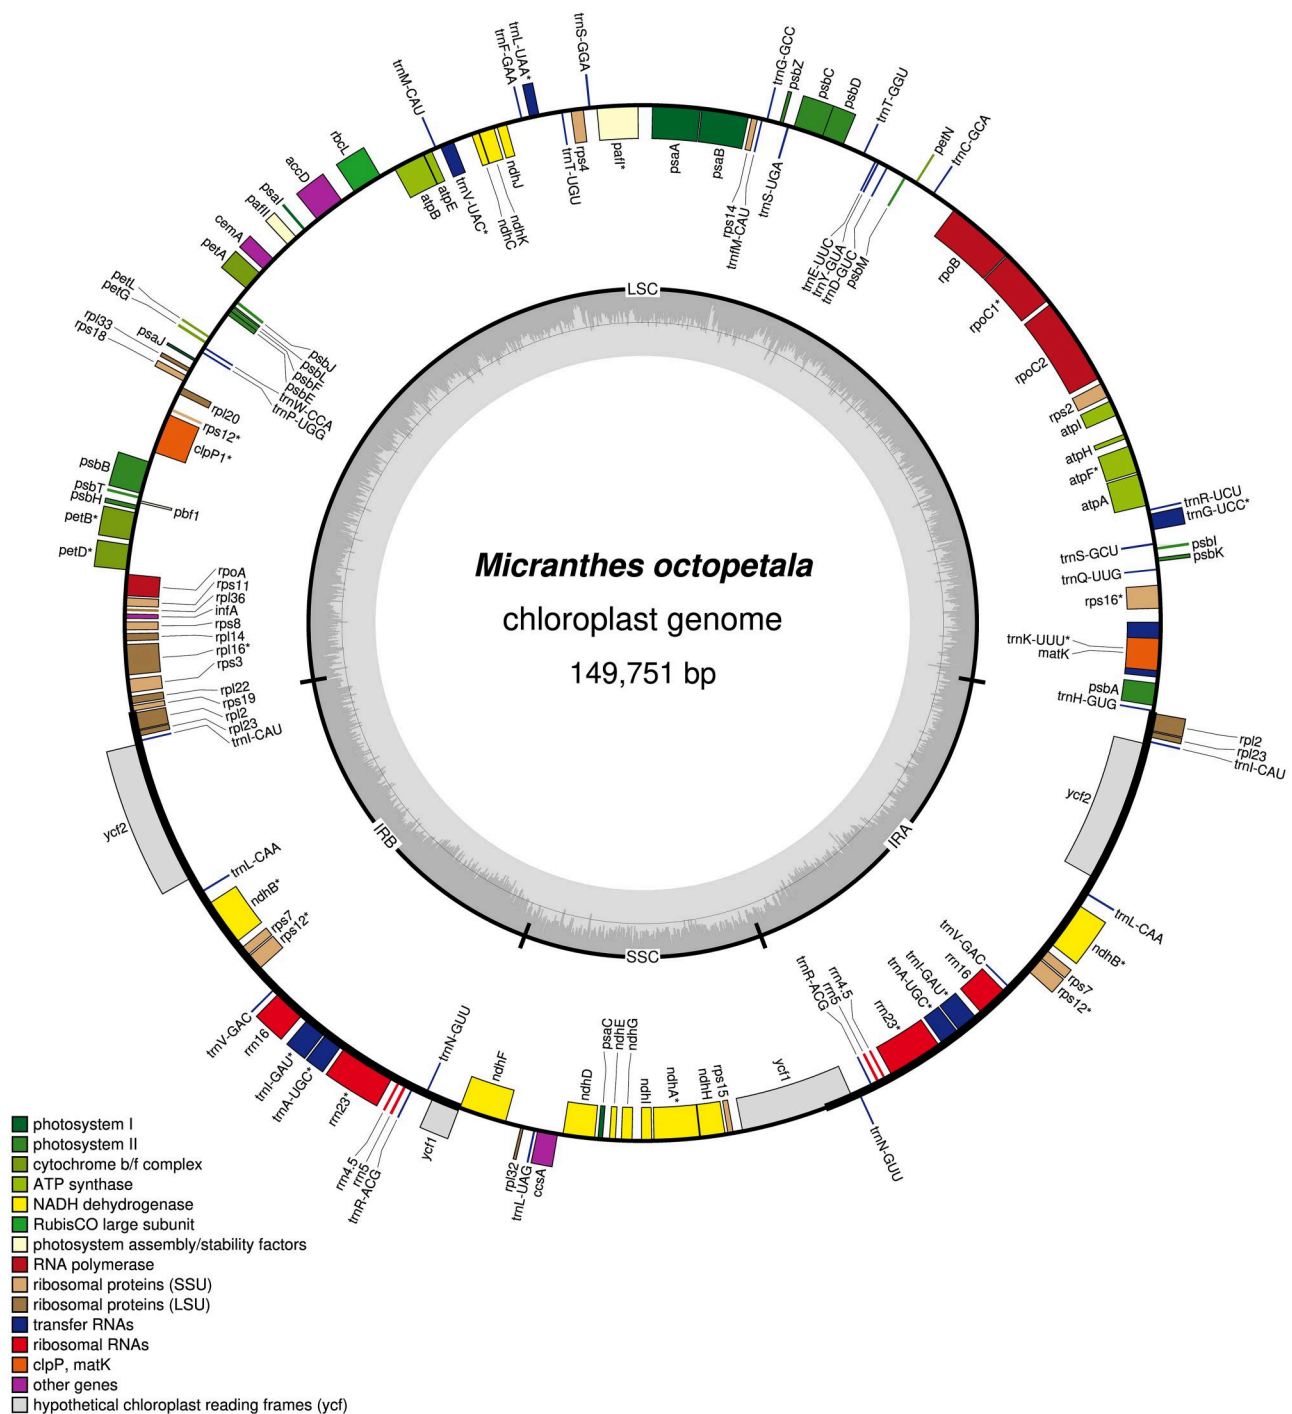 Micranthes octopetala
chloroplast genome
149,751 bp
LSC
IRA
SSC
IRB
trnL-UAA*
trnF-GAA
trnS-GGA
trnG-GCC
psbZ
psbC
psbD
trnT-GGU
petN
trnC-GCA
trnM-CAU
rbcL
accD
psaI
pafII
cemA
petA
petL
petG
psaJ
rpl33
rps18
psbB
psbT
psbH
petB*
petD*
ndhJ
ndhK
ndhC
trnV-UAC*
atpE
atpB
trnT-UGU
rps4
pafI*
psaA
psaB
rps14
trnfM-CAU
trnS-UGA
trnE-UUC
trnY-GUA
trnD-GUC
psbM
rpoB
rpoC1*
rpoC2
rps2
atpI
atpH
atpF*
atpA
trnR-UCU
trnG-UCC*
trnS-GCU
psbI
psbK
trnQ-UUG
rps16*
trnK-UUU*
matK
psbA
trnH-GUG
rpl2
rpl23
trnI-CAU
ycf2
trnL-CAA
ndhB*
rps7
rps12*
trnV-GAC
rrn16
trnI-GAU*
trnA-UGC*
rrn23*
rrn4.5
rrn5
trnR-ACG
trnN-GUU
ycf1
rps15
ndhH
ndhA*
ndhI
ndhG
ndhE
psaC
ndhD
ccsA
trnL-UAG
rpl32
ndhF
ycf1
trnN-GUU
trnR-ACG
rrn5
rrn4.5
rrn23*
trnA-UGC*
trnI-GAU*
rrn16
trnV-GAC
rps12*
rps7
ndhB*
trnL-CAA
ycf2
trnI-CAU
rpl23
rpl2
rps19
rpl22
rps3
rpl16*
rpl14
rps8
infA
rpl36
rps11
rpoA
pbf1
clpP1*
rps12*
rpl20
trnP-UGG
trnW-CCA
psbE
psbF
psbL
psbJ
photosystem I
photosystem II
cytochrome b/f complex
ATP synthase
NADH dehydrogenase
RubisCO large subunit
photosystem assembly/stability factors
RNA polymerase
ribosomal proteins (SSU)
ribosomal proteins (LSU)
transfer RNAs
ribosomal RNAs
clpP, matK
other genes
hypothetical chloroplast reading frames (ycf)